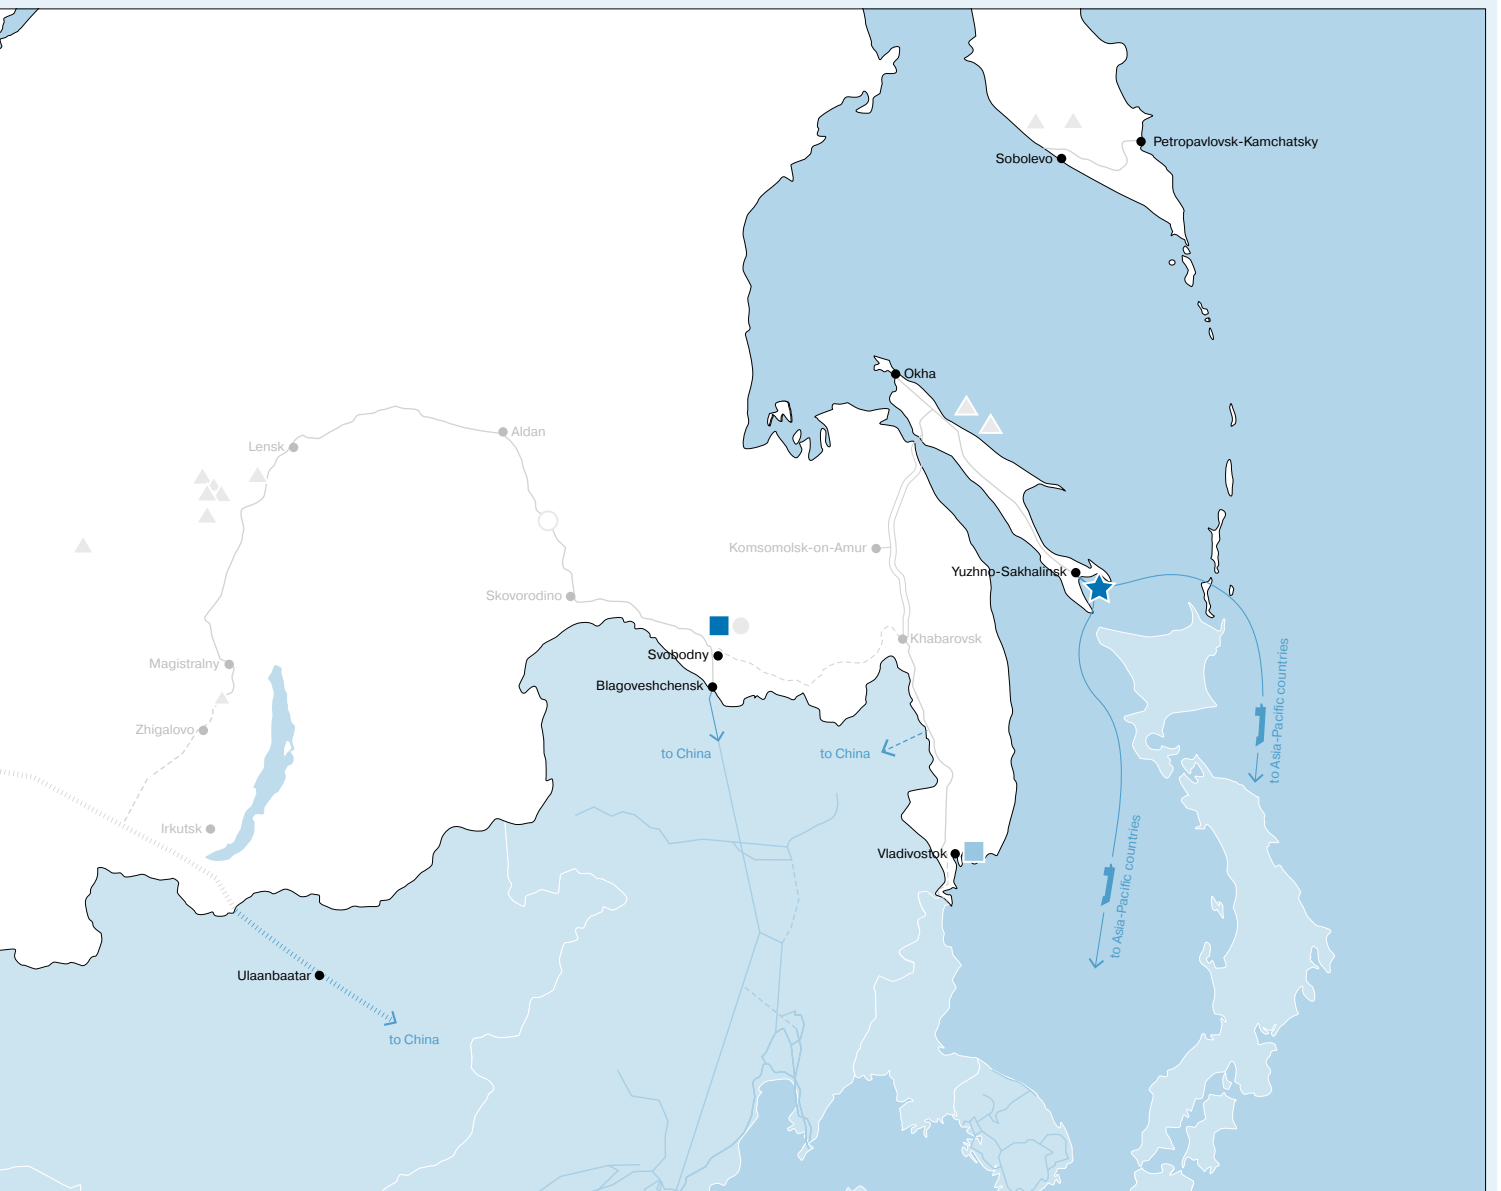 Petropavlovsk-Kamchatsky
Sobolevo
Okha
Aldan
Lensk
Komsomolsk-on-Amur
Yuzhno-Sakhalinsk
Skovorodino
Khabarovsk
Svobodny
Magistralny
Blagoveshchensk
Zhigalovo
to China
to China
to Asia-Pacific countries
Irkutsk
Vladivostok
to Asia-Pacific countries
Ulaanbaatar
to China